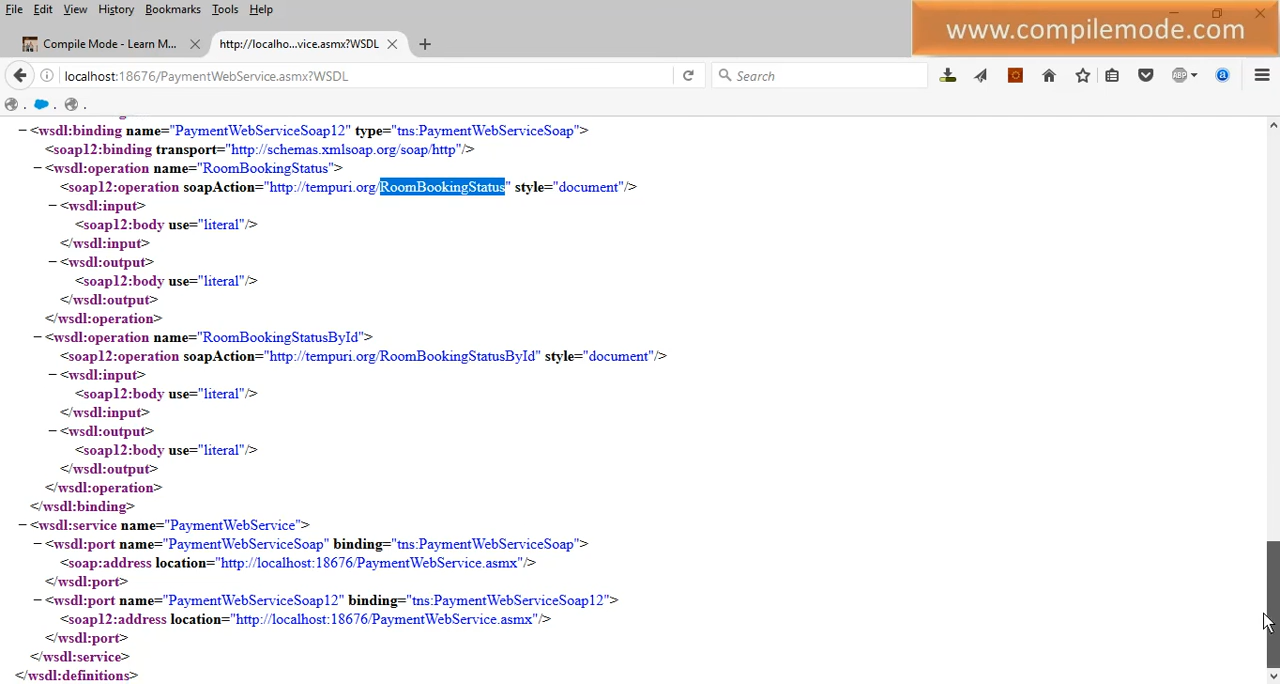 File Edit View History Bookmarks Tools Help
www.compilemode.com
Compile Mode - Learn M...
http://localho...vice.asmx?WSDL
localhost:18676/PaymentWebService.asmx?WSDL
Search
ABP
a
− <wsdl:binding name="PaymentWebServiceSoap12" type="tns:PaymentWebServiceSoap">
<soap12:binding transport="http://schemas.xmlsoap.org/soap/http"/>
− <wsdl:operation name="RoomBookingStatus">
<soap12:operation soapAction="http://tempuri.org/RoomBookingStatus" style="document"/>
− <wsdl:input>
<soap12:body use="literal"/>
</wsdl:input>
− <wsdl:output>
<soap12:body use="literal"/>
</wsdl:output>
</wsdl:operation>
− <wsdl:operation name="RoomBookingStatusById">
<soap12:operation soapAction="http://tempuri.org/RoomBookingStatusById" style="document"/>
− <wsdl:input>
<soap12:body use="literal"/>
</wsdl:input>
− <wsdl:output>
<soap12:body use="literal"/>
</wsdl:output>
</wsdl:operation>
</wsdl:binding>
− <wsdl:service name="PaymentWebService">
− <wsdl:port name="PaymentWebServiceSoap" binding="tns:PaymentWebServiceSoap">
<soap:address location="http://localhost:18676/PaymentWebService.asmx"/>
</wsdl:port>
− <wsdl:port name="PaymentWebServiceSoap12" binding="tns:PaymentWebServiceSoap12">
<soap12:address location="http://localhost:18676/PaymentWebService.asmx"/>
</wsdl:port>
</wsdl:service>
</wsdl:definitions>